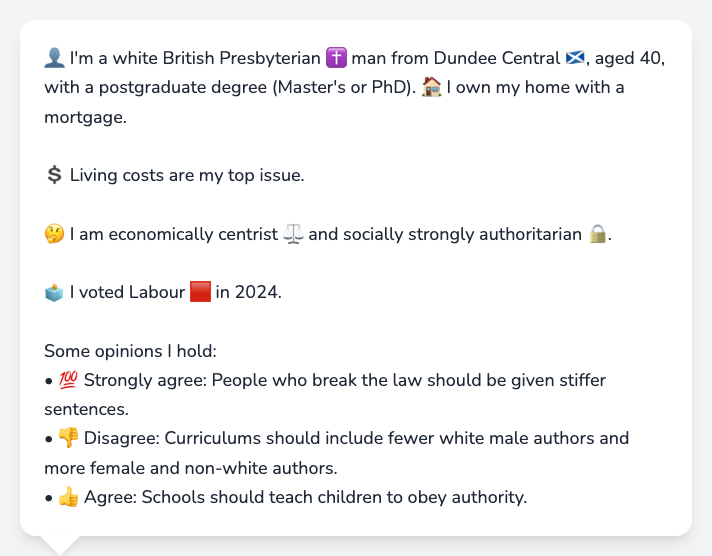 👤 I'm a white British Presbyterian ✝️ man from Dundee Central 🏴󠁧󠁢󠁳󠁣󠁴󠁿, aged 40,
with a postgraduate degree (Master's or PhD). 🏠 I own my home with a
mortgage.
💲 Living costs are my top issue.
🤔 I am economically centrist ⚖️ and socially strongly authoritarian 🔒.
🗳️ I voted Labour 🟥 in 2024.
Some opinions I hold:
• 💯 Strongly agree: People who break the law should be given stiffer
sentences.
• 👎 Disagree: Curriculums should include fewer white male authors and
more female and non-white authors.
• 👍 Agree: Schools should teach children to obey authority.